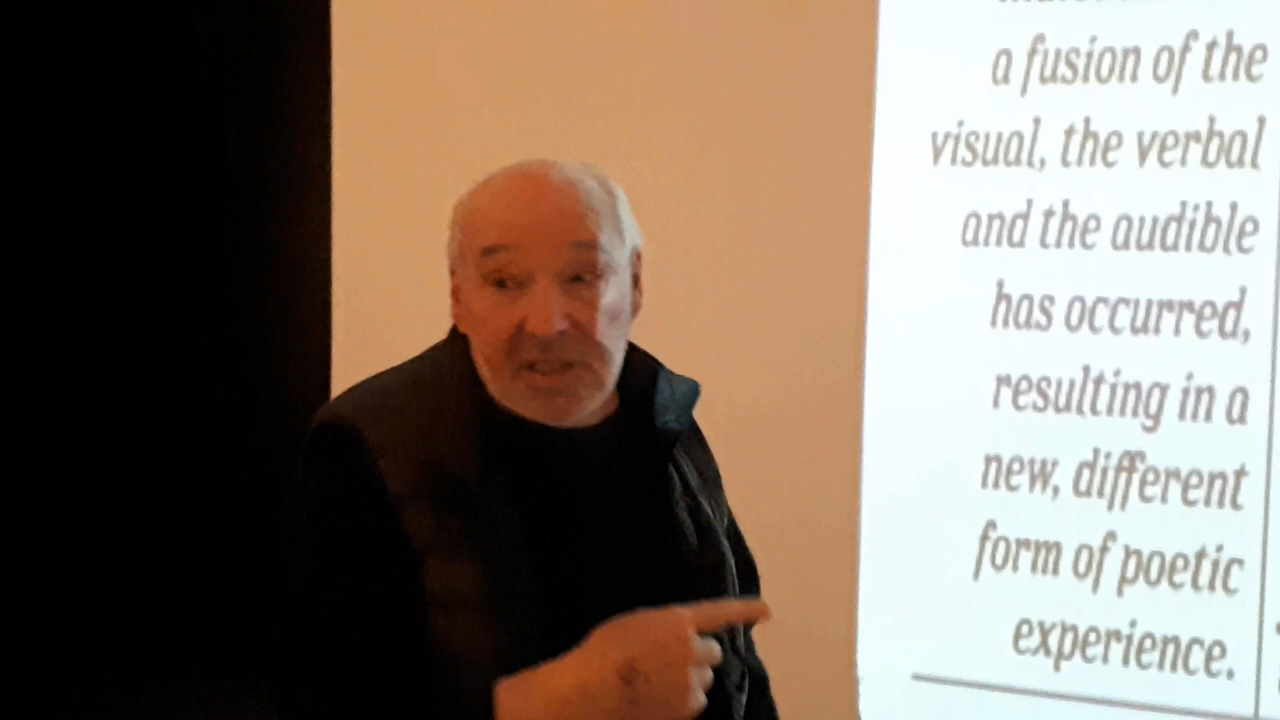 a fusion of the
visual, the verbal
and the audible
has occurred,
resulting in a
new, different
form of poetic
experience.